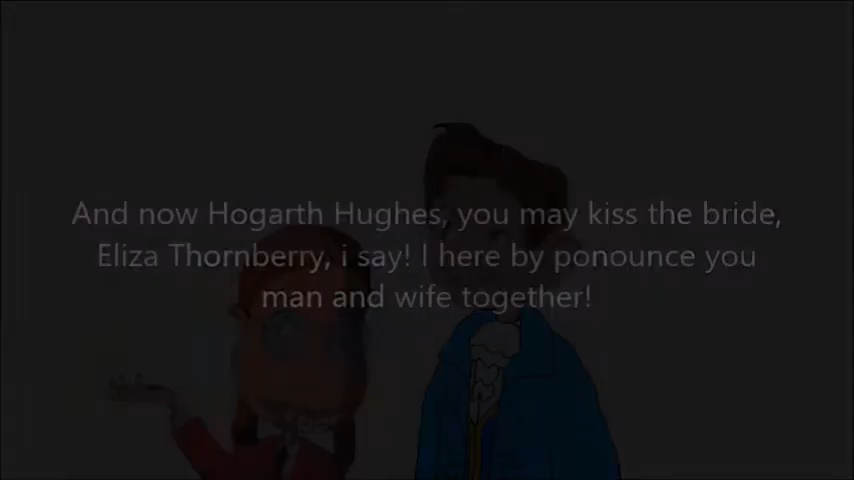 And now Hogarth Hughes, you may kiss the bride,
Eliza Thornberry, i say! I here by ponounce you
man and wife together!